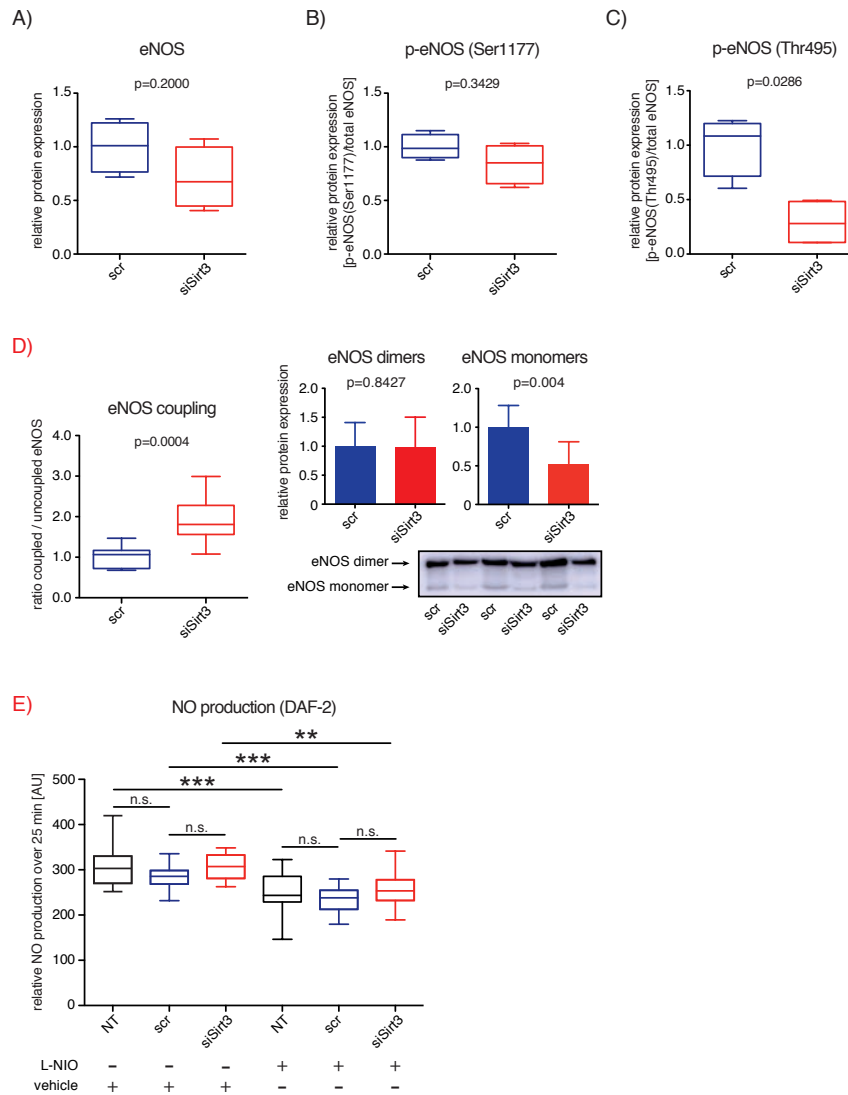 A)
eNOS
p=0.2000
relative protein expression
1.5
1.0
0.5
0.0
scr
siSirt3
B)
p-eNOS (Ser1177)
p=0.3429
relative protein expression
[p-eNOS(Ser1177)/total eNOS]
1.5
1.0
0.5
0.0
scr
siSirt3
C)
p-eNOS (Thr495)
p=0.0286
relative protein expression
[p-eNOS(Thr495)/total eNOS]
1.5
1.0
0.5
0.0
scr
siSirt3
D)
eNOS coupling
p=0.0004
ratio coupled / uncoupled eNOS
4.0
3.0
2.0
1.0
0.0
scr
siSirt3
eNOS dimers
p=0.8427
relative protein expression
2.0
1.5
1.0
0.5
0
scr
siSirt3
eNOS monomers
p=0.004
2.0
1.0
0.5
0
scr
siSirt3
eNOS dimer
eNOS monomer
scr siSirt3 scr siSirt3 scr siSirt3
E)
NO production (DAF-2)
relative NO production over 25 min [AU]
500
400
300
200
100
0
**
***
***
n.s.
n.s.
n.s.
n.s.
NT scr siSirt3 NT scr siSirt3
L-NIO - - - + + +
vehicle + + + - - -